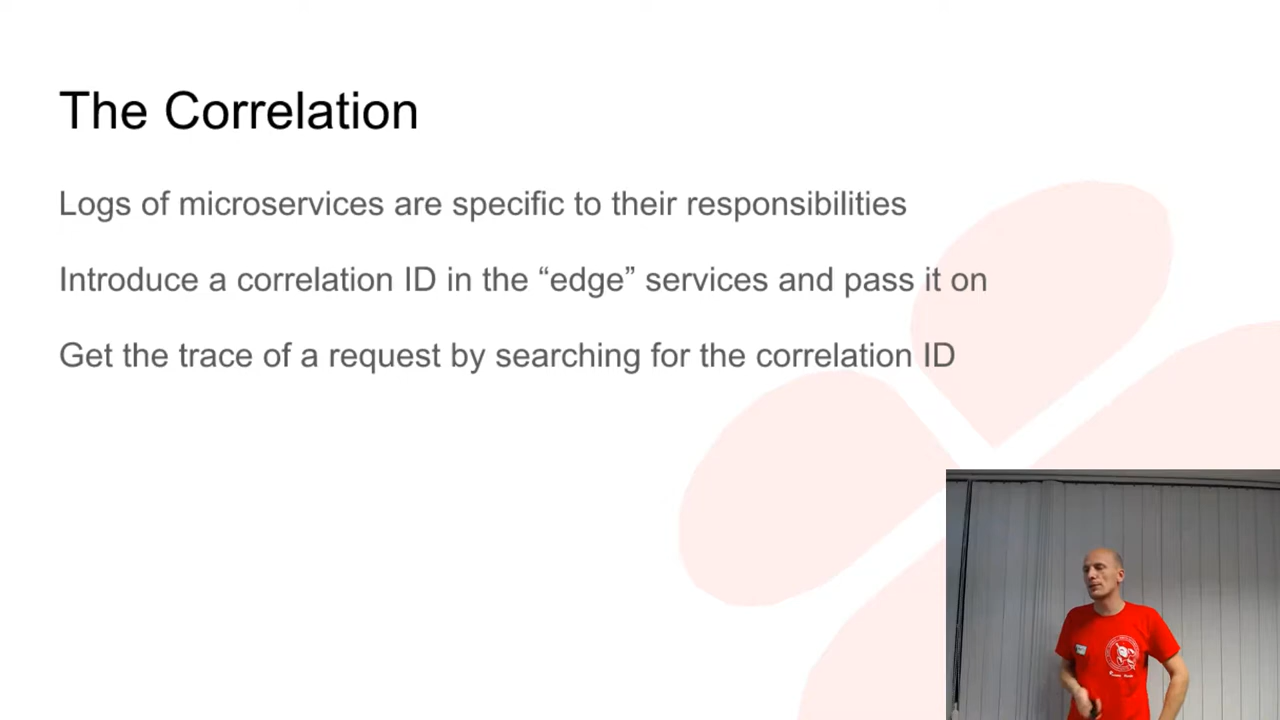 The Correlation
Logs of microservices are specific to their responsibilities
Introduce a correlation ID in the “edge” services and pass it on
Get the trace of a request by searching for the correlation ID